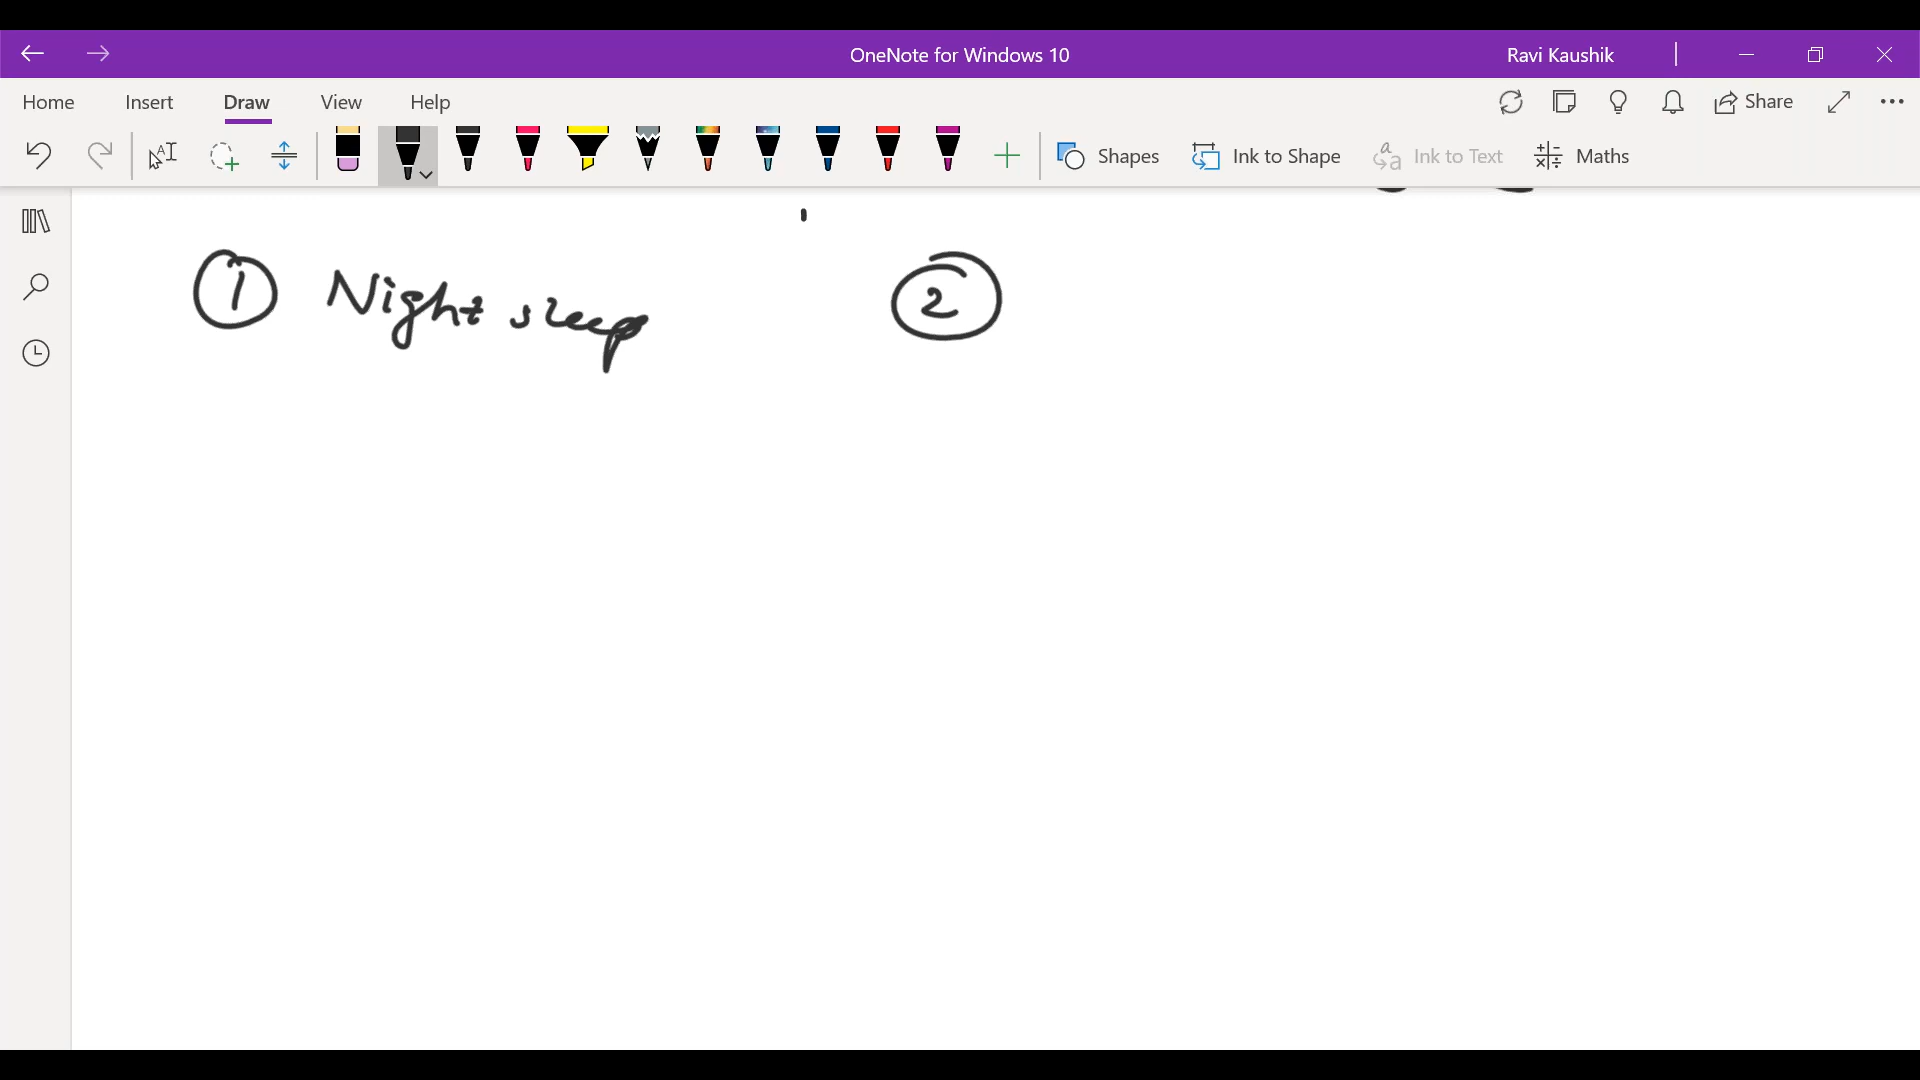 OneNote for Windows 10 Ravi Kaushik
Home Insert Draw View Help Share
Shapes Ink to Shape Ink to Text Maths
① Night sleep ②